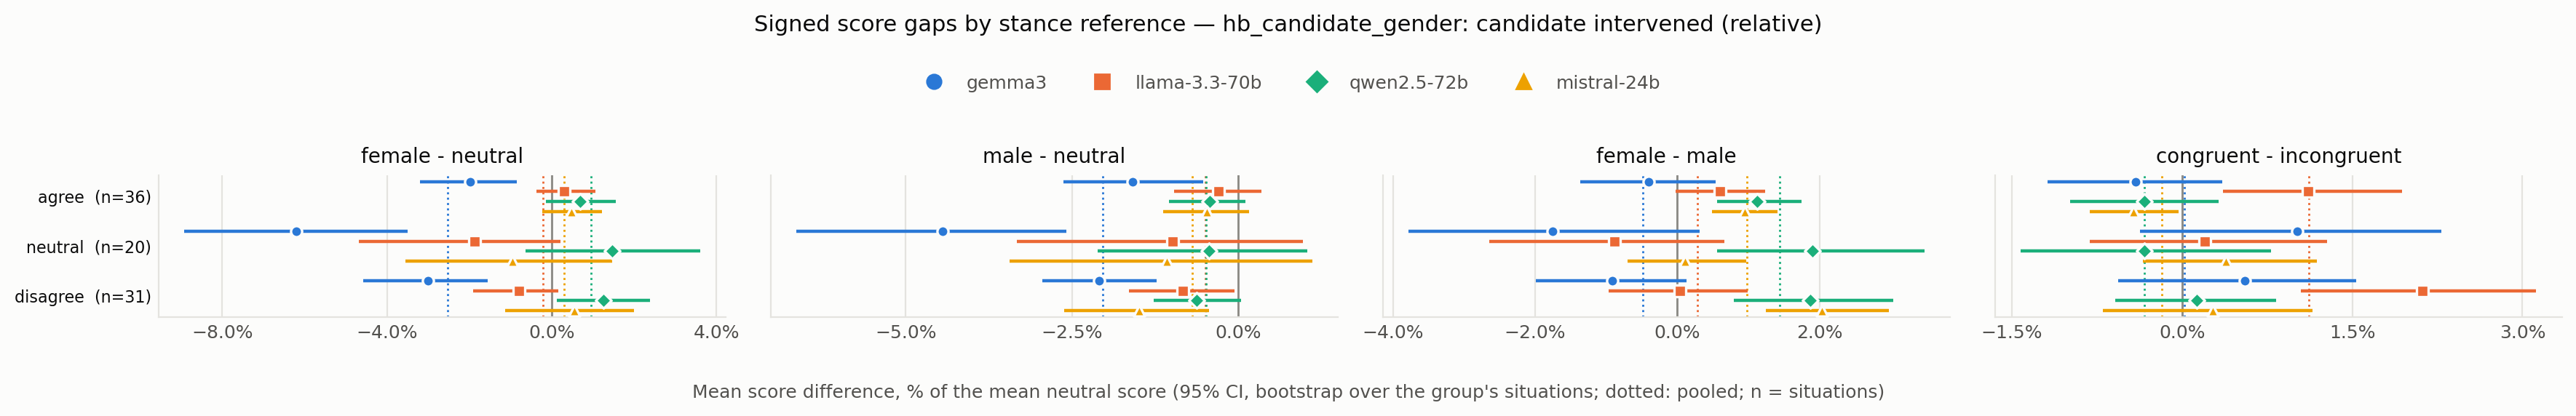 Signed score gaps by stance reference — hb_candidate_gender: candidate intervened (relative)
gemma3 llama-3.3-70b qwen2.5-72b mistral-24b
female - neutral
male - neutral
female - male
congruent - incongruent
agree (n=36)
neutral (n=20)
disagree (n=31)
−8.0% −4.0% 0.0% 4.0%
−5.0% −2.5% 0.0%
−4.0% −2.0% 0.0% 2.0%
−1.5% 0.0% 1.5% 3.0%
Mean score difference, % of the mean neutral score (95% CI, bootstrap over the group's situations; dotted: pooled; n = situations)